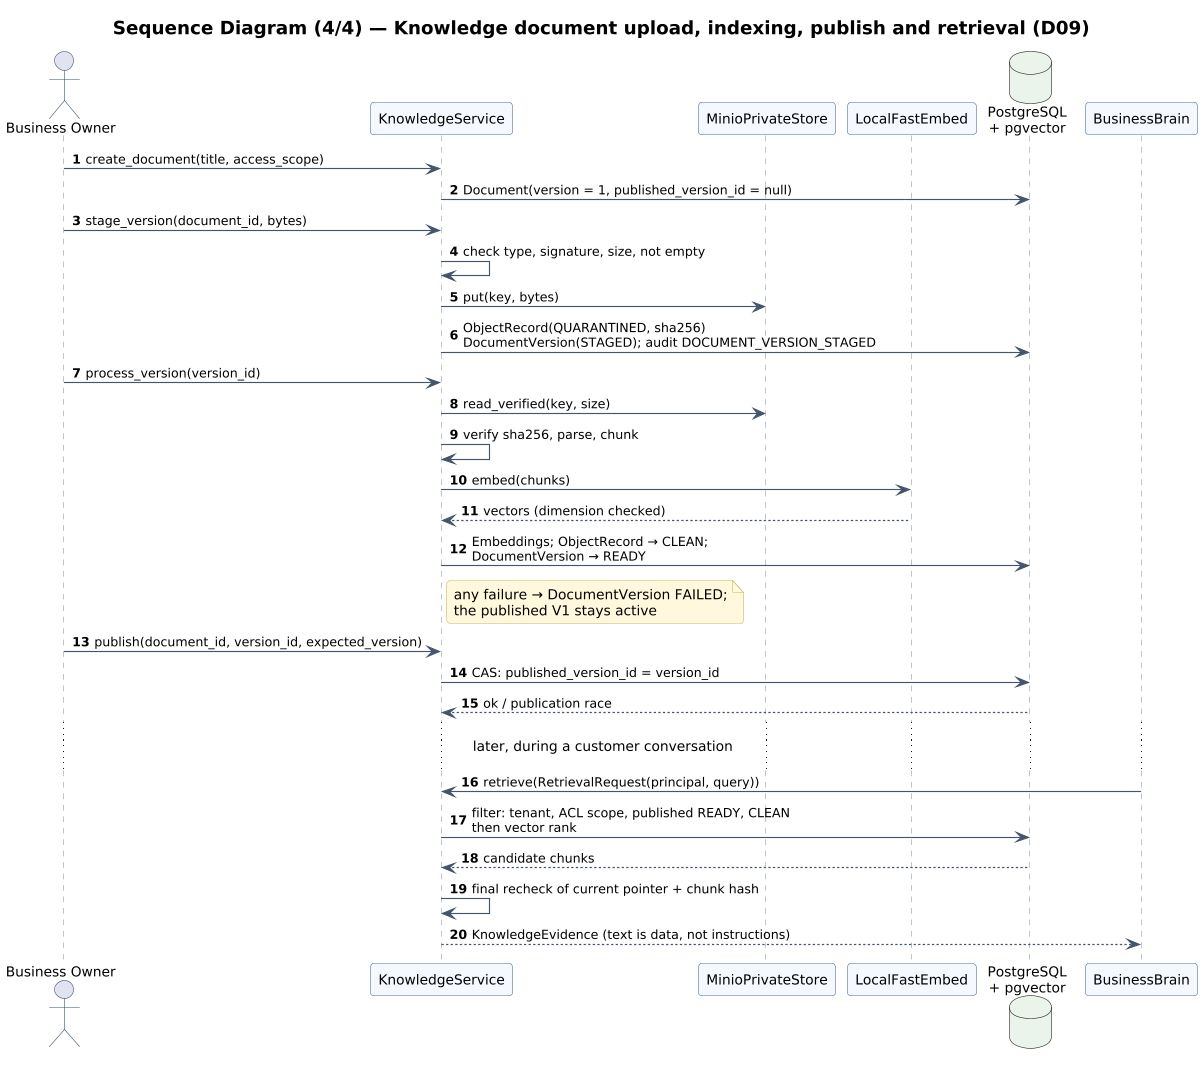 Sequence Diagram (4/4) — Knowledge document upload, indexing, publish and retrieval (D09)
Business Owner
KnowledgeService
MinioPrivateStore
LocalFastEmbed
PostgreSQL
+ pgvector
BusinessBrain
1 create_document(title, access_scope)
2 Document(version = 1, published_version_id = null)
3 stage_version(document_id, bytes)
4 check type, signature, size, not empty
5 put(key, bytes)
6 ObjectRecord(QUARANTINED, sha256)
DocumentVersion(STAGED); audit DOCUMENT_VERSION_STAGED
7 process_version(version_id)
8 read_verified(key, size)
9 verify sha256, parse, chunk
10 embed(chunks)
11 vectors (dimension checked)
12 Embeddings; ObjectRecord → CLEAN;
DocumentVersion → READY
any failure → DocumentVersion FAILED;
the published V1 stays active
13 publish(document_id, version_id, expected_version)
14 CAS: published_version_id = version_id
15 ok / publication race
later, during a customer conversation
16 retrieve(RetrievalRequest(principal, query))
17 filter: tenant, ACL scope, published READY, CLEAN
then vector rank
18 candidate chunks
19 final recheck of current pointer + chunk hash
20 KnowledgeEvidence (text is data, not instructions)
Business Owner
KnowledgeService
MinioPrivateStore
LocalFastEmbed
PostgreSQL
+ pgvector
BusinessBrain